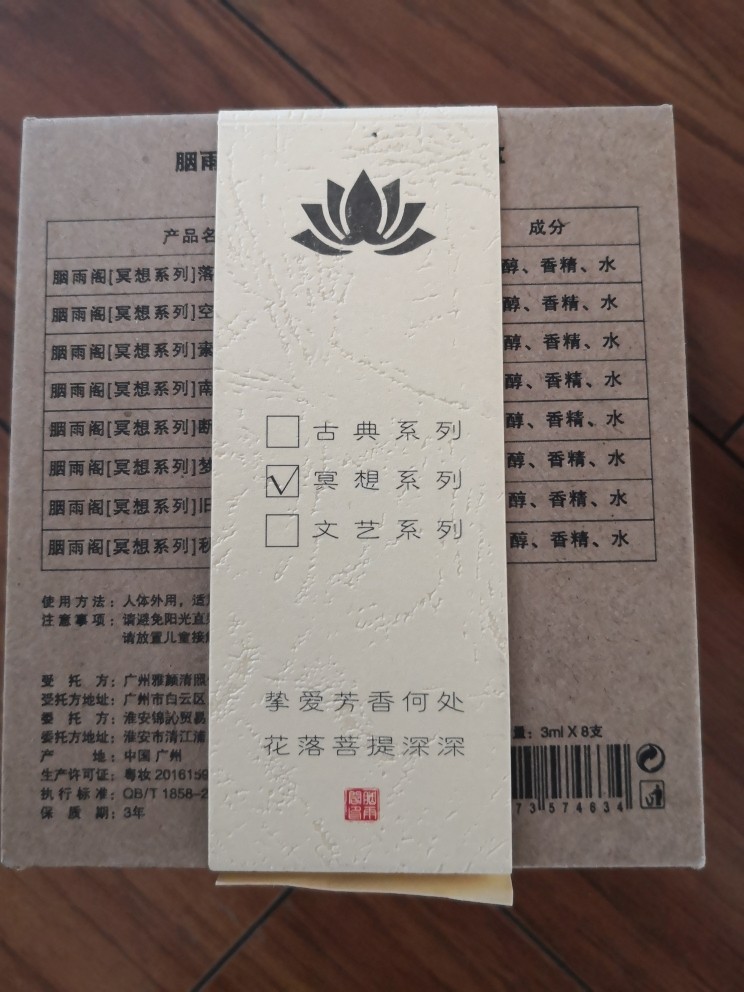 胭雨
产品名
成分
胭雨阁[冥想系列]落
醇、香精、水
胭雨阁[冥想系列]空
醇、香精、水
胭雨阁[冥想系列]
醇、香精、水
胭雨阁[冥想系列]南
醇、香精、水
胭雨阁[冥想系列]断
醇、香精、水
胭雨阁[冥想系列]梦
醇、香精、水
胭雨阁[冥想系列]旧
醇、香精、水
胭雨阁[冥想系列]秋
醇、香精、水
古典系列
冥想系列
文艺系列
使用方法：人体外用，适
注意事项：请避免阳光直
请放置儿童接
受托方：广州雅颜清照
受托方地址：广州市白云区
委托方：淮安锦沁贸易
委托方地址：淮安市清江浦
产地：中国 广州
生产许可证：粤妆 2016159
执行标准：QB/T 1858-2
保质期：3年
挚爱芳香何处
花落菩提深深
量：3ml X 8支
73574634